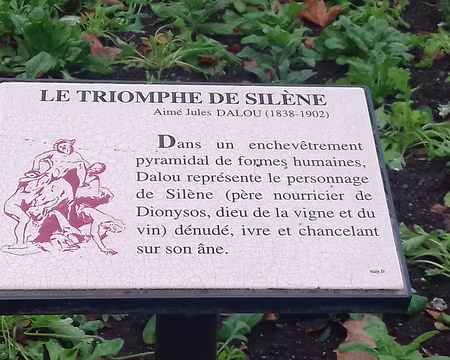 LE TRIOMPHE DE SILÈNE
Aimé Jules DALOU (1838-1902)
Dans un enchevêtrement
pyramidal de formes humaines,
Dalou représente le personnage
de Silène (père nourricier de
Dionysos, dieu de la vigne et du
vin) dénudé, ivre et chancelant
sur son âne.